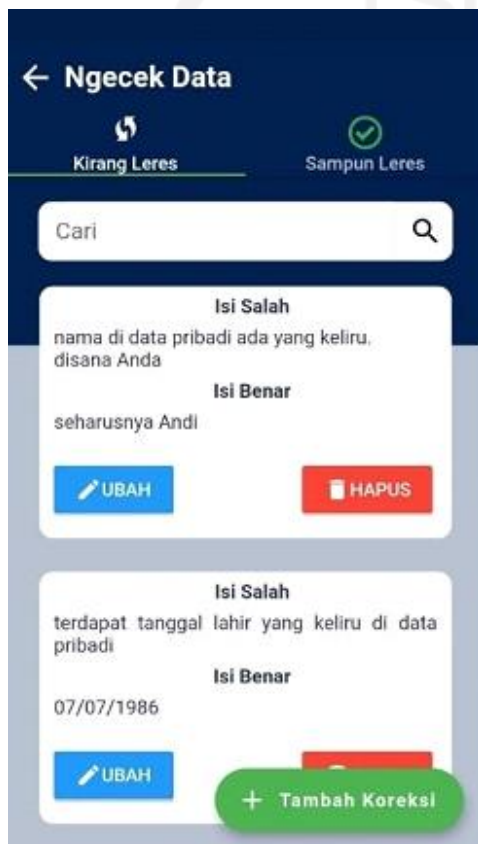 Ngecek Data
Kirang Leres
Sampun Leres
Cari
Isi Salah
nama di data pribadi ada yang keliru.
disana Anda
Isi Benar
seharusnya Andi
UBAH
HAPUS
Isi Salah
terdapat tanggal lahir yang keliru di data
pribadi
Isi Benar
07/07/1986
UBAH
+ Tambah Koreksi